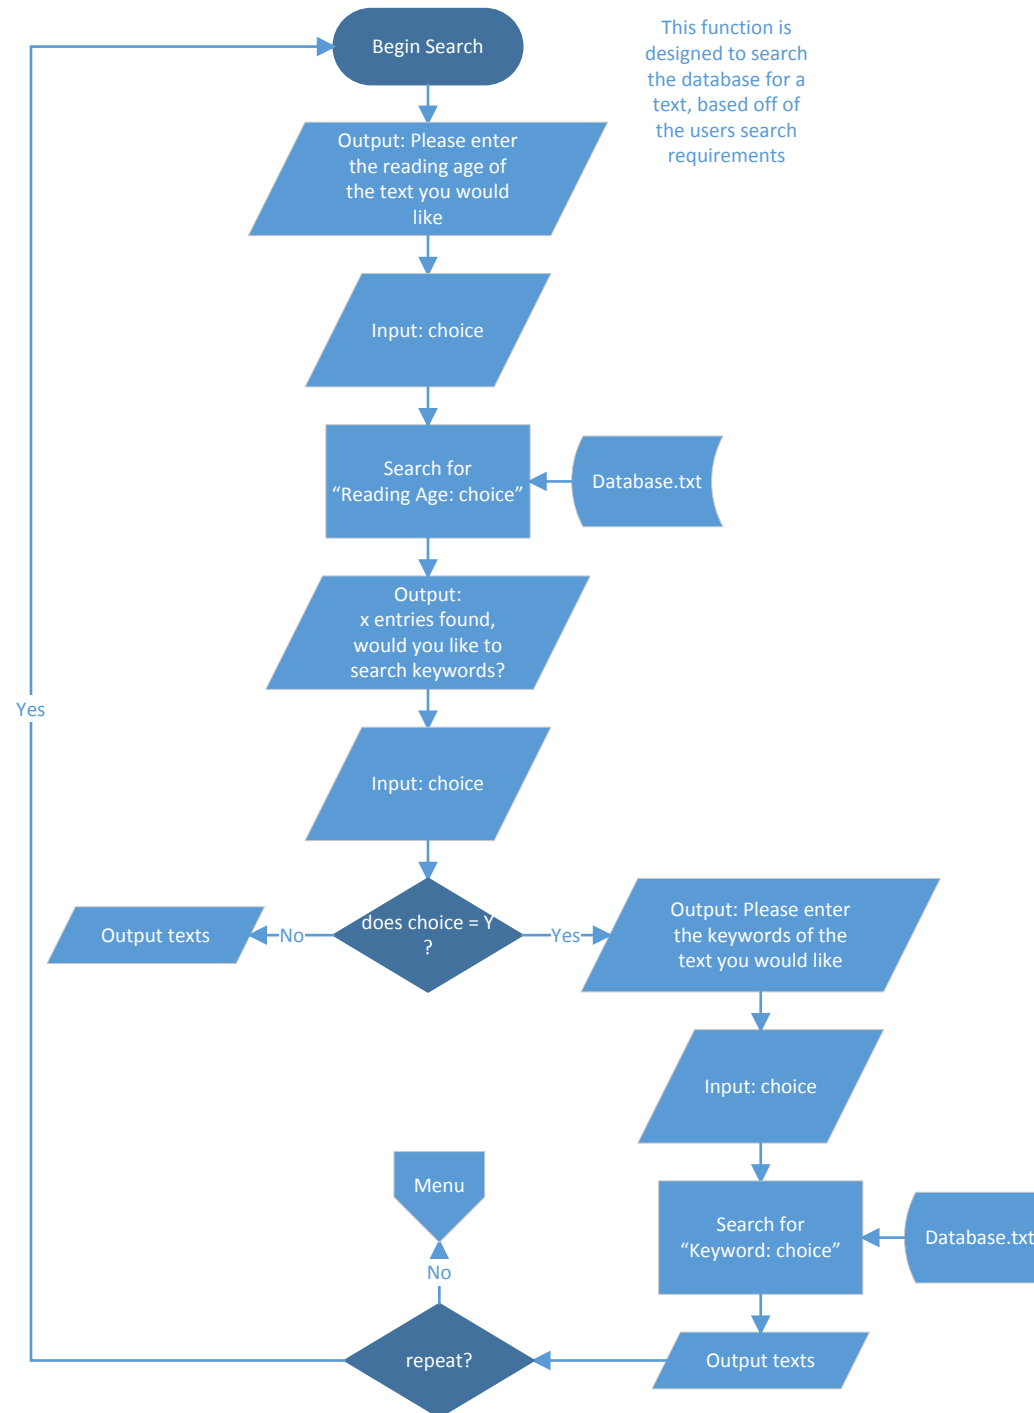 Begin Search
This function is
designed to search
the database for a
text, based off of
the users search
requirements
Output: Please enter
the reading age of
the text you would
like
Input: choice
Search for
“Reading Age: choice”
Database.txt
Output:
x entries found,
would you like to
search keywords?
Yes
Input: choice
does choice = Y
?
No
Output texts
Yes
Output: Please enter
the keywords of the
text you would like
Input: choice
Menu
Search for
“Keyword: choice”
Database.txt
No
repeat?
Output texts